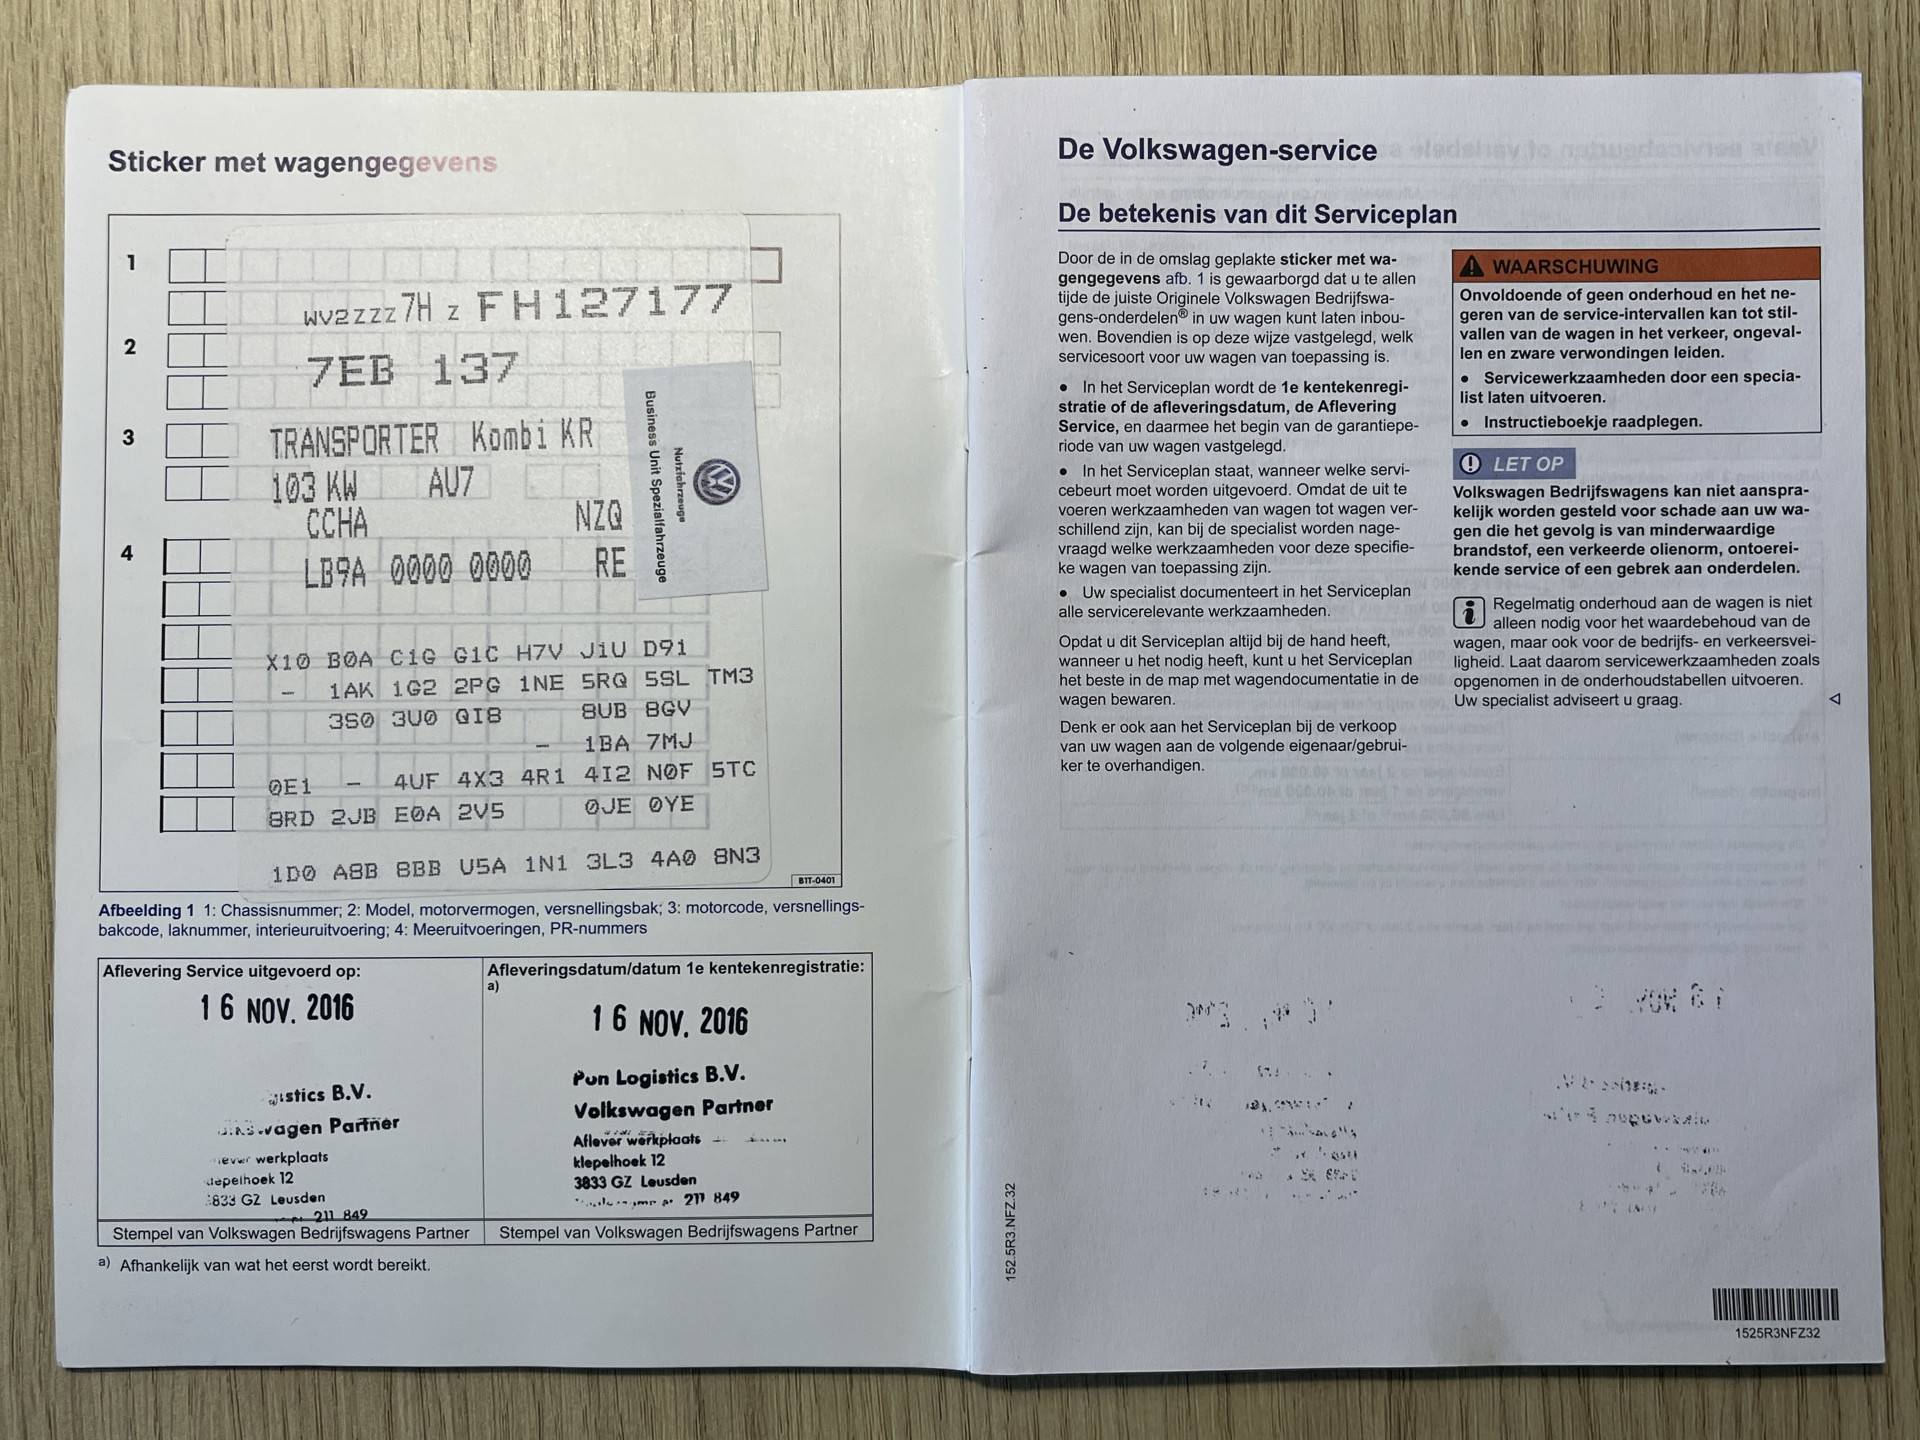 Sticker met wagengegevens
1
WV2ZZZ7H Z FH127177
2
7EB 137
3
TRANSPORTER Kombi KR
103 KW AU7
CCHA NZQ
4
LB9A 0000 0000 RE
X10 B0A C1G G1C H7V J1U D91
- 1AK 1G2 2PG 1NE 5RQ 5SL TM3
3S0 3U0 QI8 8UB 8GV
- 1BA 7MJ
0E1 - 4UF 4X3 4R1 4I2 N0F 5TC
8RD 2JB E0A 2V5 0JE 0YE
1D0 A8B 8BB U5A 1N1 3L3 4A0 8N3
Nutzfahrzeuge
Business Unit Spezialfahrzeuge
B1T-0401
Afbeelding 1 1: Chassisnummer; 2: Model, motorvermogen, versnellingsbak; 3: motorcode, versnellings-
bakcode, laknummer, interieuruitvoering; 4: Meeruitvoeringen, PR-nummers
Aflevering Service uitgevoerd op:
16 NOV. 2016
B.V.
Partner
werkplaats
12
GZ Leusden
211 849
Stempel van Volkswagen Bedrijfswagens Partner
Afleveringsdatum/datum 1e kentekenregistratie:
a)
16 NOV. 2016
Pon Logistics B.V.
Volkswagen Partner
Aflever werkplaats
klepelhoek 12
3833 GZ Leusden
211 849
Stempel van Volkswagen Bedrijfswagens Partner
a) Afhankelijk van wat het eerst wordt bereikt.
De Volkswagen-service
De betekenis van dit Serviceplan
Door de in de omslag geplakte sticker met wa-
gengegevens afb. 1 is gewaarborgd dat u te allen
tijde de juiste Originele Volkswagen Bedrijfswa-
gens-onderdelen® in uw wagen kunt laten inbou-
wen. Bovendien is op deze wijze vastgelegd, welk
servicesoort voor uw wagen van toepassing is.
● In het Serviceplan wordt de 1e kentekenregi-
stratie of de afleveringsdatum, de Aflevering
Service, en daarmee het begin van de garantiepe-
riode van uw wagen vastgelegd.
● In het Serviceplan staat, wanneer welke servi-
cebeurt moet worden uitgevoerd. Omdat de uit te
voeren werkzaamheden van wagen tot wagen ver-
schillend zijn, kan bij de specialist worden nage-
vraagd welke werkzaamheden voor deze specifie-
ke wagen van toepassing zijn.
● Uw specialist documenteert in het Serviceplan
alle servicerelevante werkzaamheden.
Opdat u dit Serviceplan altijd bij de hand heeft,
wanneer u het nodig heeft, kunt u het Serviceplan
het beste in de map met wagendocumentatie in de
wagen bewaren.
Denk er ook aan het Serviceplan bij de verkoop
van uw wagen aan de volgende eigenaar/gebrui-
ker te overhandigen.
WAARSCHUWING
Onvoldoende of geen onderhoud en het ne-
geren van de service-intervallen kan tot stil-
vallen van de wagen in het verkeer, ongeval-
len en zware verwondingen leiden.
● Servicewerkzaamheden door een specia-
list laten uitvoeren.
● Instructieboekje raadplegen.
LET OP
Volkswagen Bedrijfswagens kan niet aanspra-
kelijk worden gesteld voor schade aan uw wa-
gen die het gevolg is van minderwaardige
brandstof, een verkeerde olienorm, ontoerei-
kende service of een gebrek aan onderdelen.
Regelmatig onderhoud aan de wagen is niet
alleen nodig voor het waardebehoud van de
wagen, maar ook voor de bedrijfs- en verkeersvei-
ligheid. Laat daarom servicewerkzaamheden zoals
opgenomen in de onderhoudstabellen uitvoeren.
Uw specialist adviseert u graag.
152.5R3.NFZ.32
1525R3NFZ32